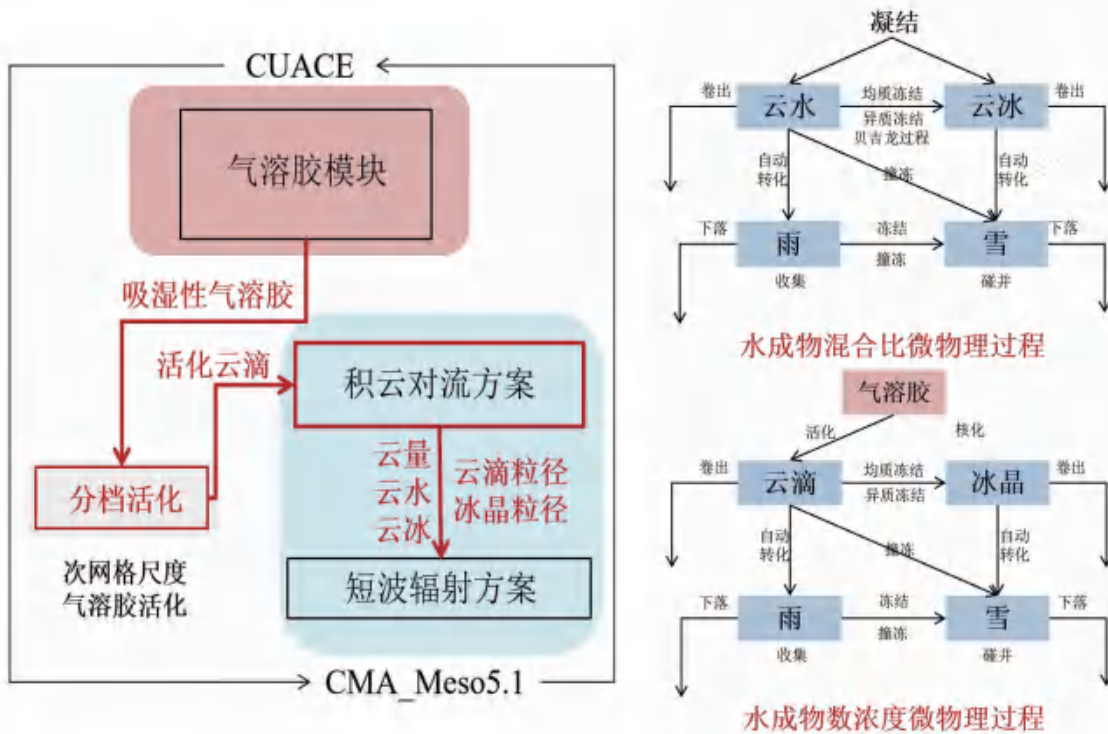 CUACE
气溶胶模块
吸湿性气溶胶
活化云滴
积云对流方案
云量
云水
云冰
云滴粒径
冰晶粒径
分档活化
次网格尺度
气溶胶活化
短波辐射方案
CMA_Meso5.1
凝结
卷出
云水
均质冻结
异质冻结
贝吉龙过程
云冰
卷出
自动
转化
撞冻
自动
转化
下落
雨
冻结
撞冻
雪
下落
收集
碰并
水成物混合比微物理过程
气溶胶
活化
核化
卷出
云滴
均质冻结
异质冻结
冰晶
卷出
自动
转化
撞冻
自动
转化
下落
雨
冻结
撞冻
雪
下落
收集
碰并
水成物数浓度微物理过程